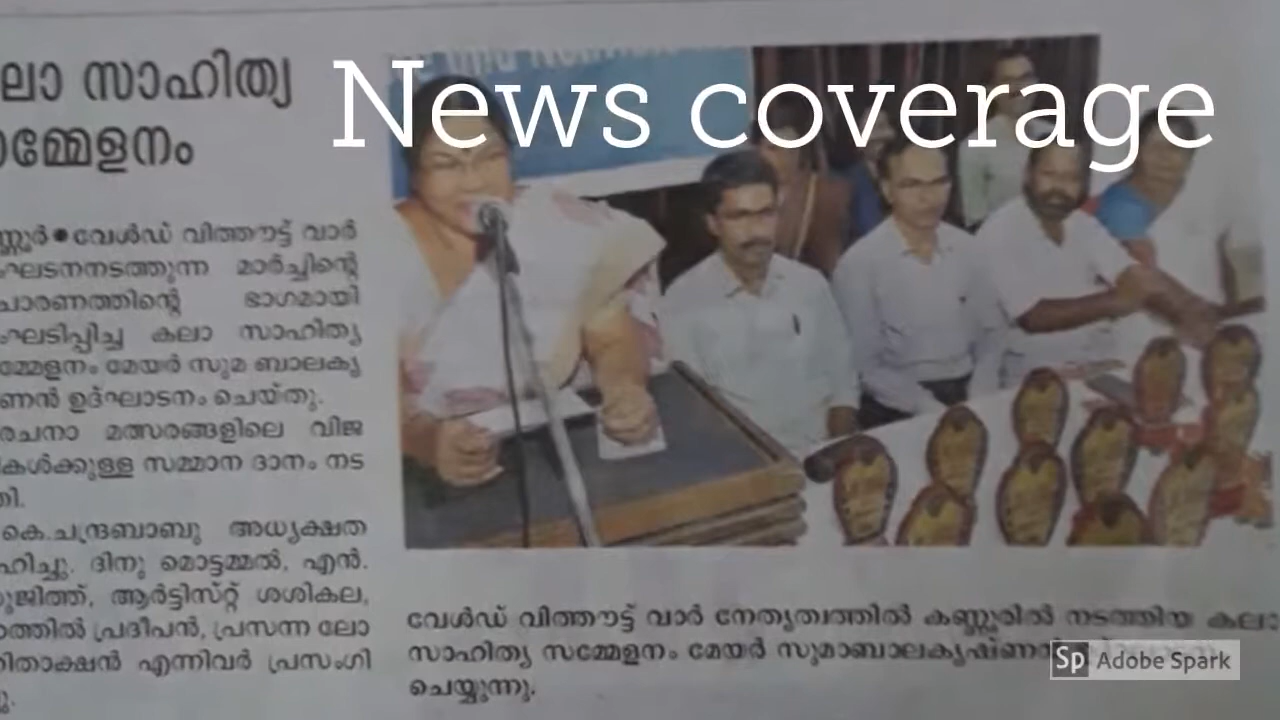 News coverage
ലാ സാഹിത്യ
മ്മേളനം
ണ്ണൂർ●വേൾഡ് വിത്തൗട്ട് വാർ
ഘടനനടത്തുന്ന മാർച്ചിന്റെ
ചാരണത്തിന്റെ ഭാഗമായി
ഘടിപ്പിച്ച കലാ സാഹിത്യ
മ്മേളനം മേയർ സുമ ബാലകൃ
ണൻ ഉദ്ഘാടനം ചെയ്തു.
രചനാ മത്സരങ്ങളിലെ വിജ
കൾക്കുള്ള സമ്മാന ദാനം നട
തി.
കെ.ചന്ദ്രബാബു അധ്യക്ഷത
ഹിച്ചു. ദിനു മൊട്ടമ്മൽ, എൻ.
ുജിത്ത്, ആർട്ടിസ്റ്റ് ശശികല,
ത്തിൽ പ്രദീപൻ, പ്രസന്ന ലോ
ിതാക്ഷൻ എന്നിവർ പ്രസംഗി
ു.
വേൾഡ് വിത്തൗട്ട് വാർ നേതൃത്വത്തിൽ കണ്ണൂരിൽ നടത്തിയ കലാ
സാഹിത്യ സമ്മേളനം മേയർ സുമാബാലകൃഷ്ണൻ
ചെയ്യുന്നു.
Sp Adobe Spark